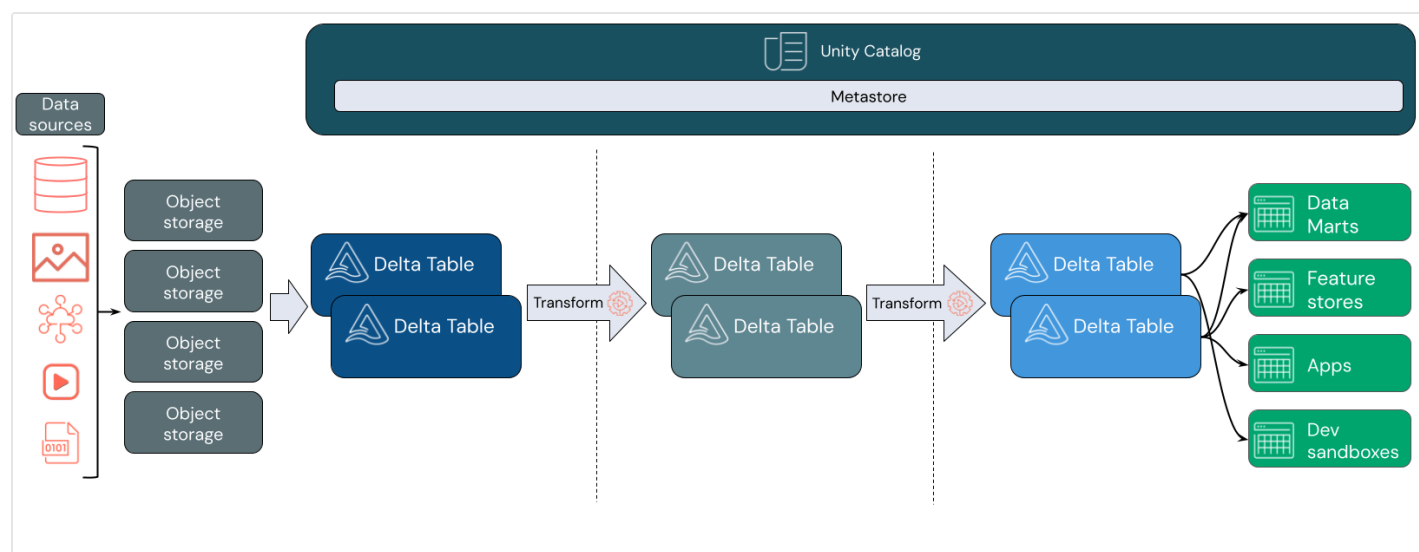 Unity Catalog
Metastore
Data
sources
Object
storage
Object
storage
Object
storage
Object
storage
0101
Delta Table
Delta Table
Transform
Delta Table
Delta Table
Transform
Delta Table
Delta Table
Data
Marts
Feature
stores
Apps
Dev
sandboxes